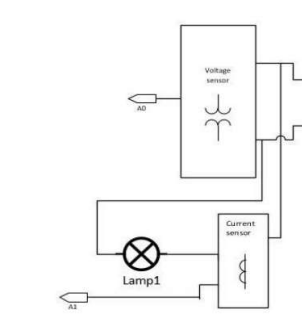 Voltage
sensor
A0
Current
sensor
Lamp1
A1